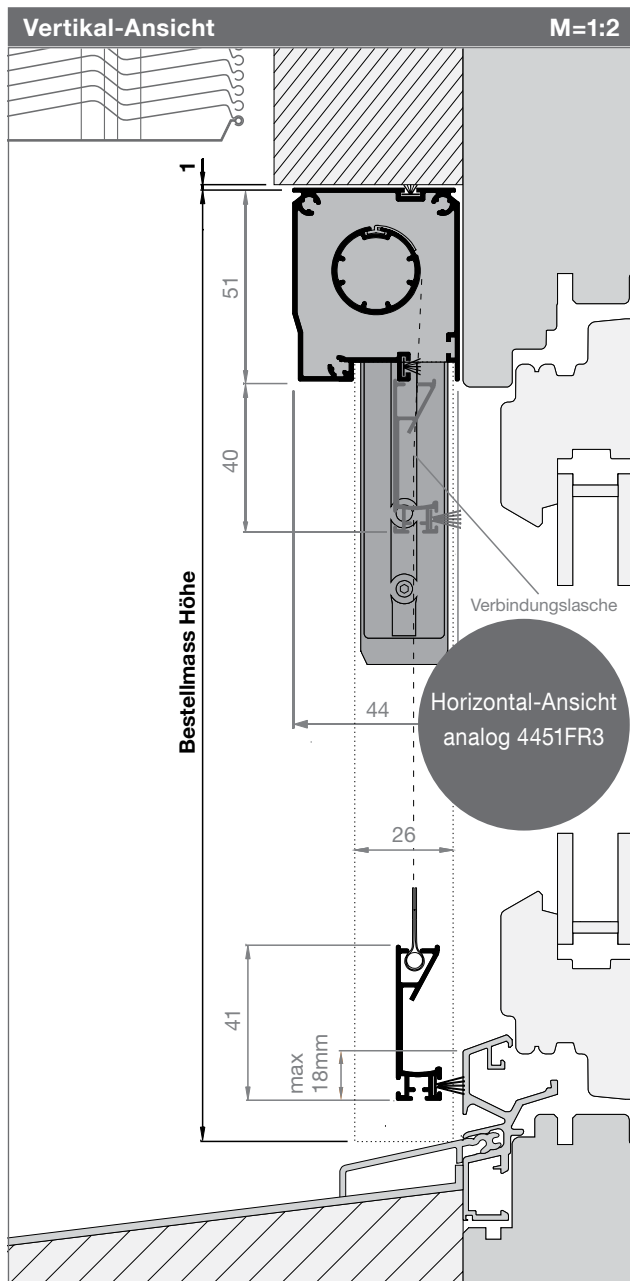 Vertikal-Ansicht M=1:2
1
51
40
Bestellmass Höhe
Verbindungslasche
Horizontal-Ansicht
analog 4451FR3
44
26
41
max
18mm